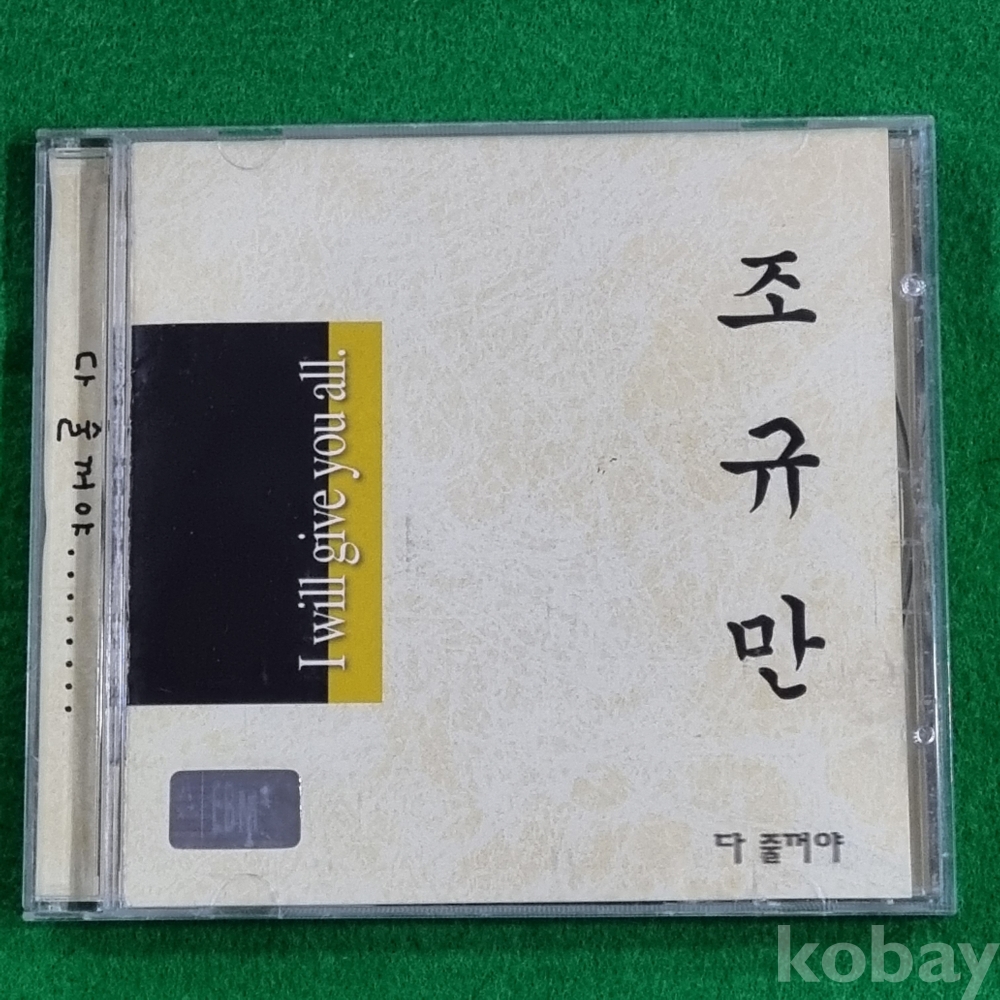 다 줄꺼야..........
I will give you all.
조규만
다 줄꺼야
kobay